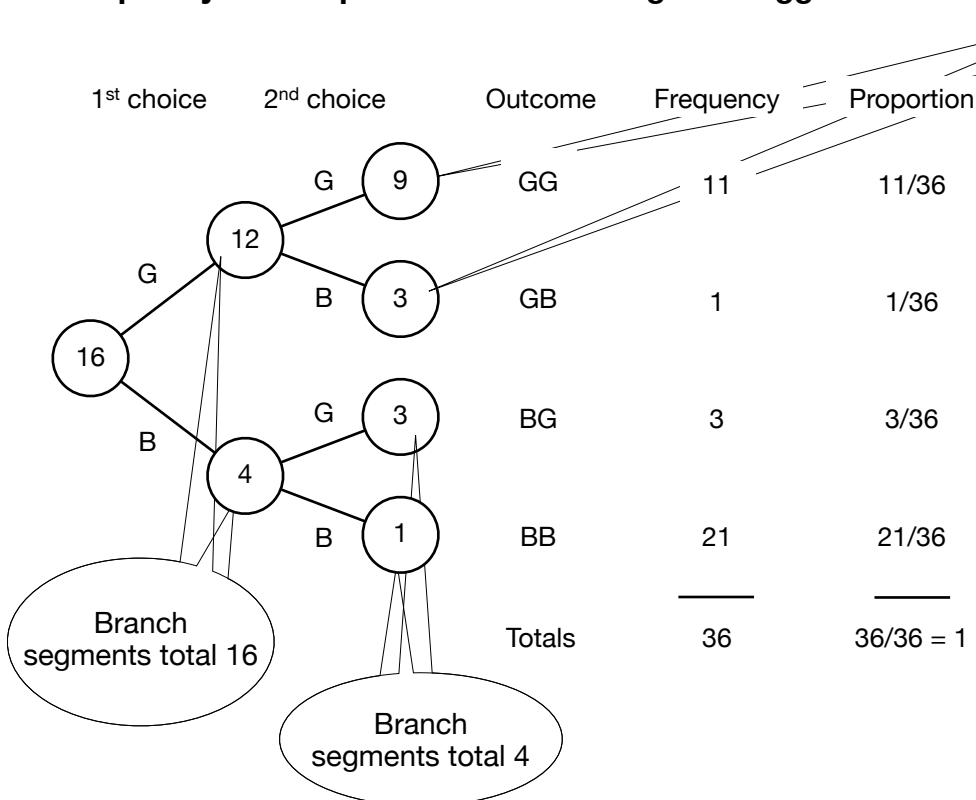 1st choice 2nd choice Outcome Frequency Proportion
G 9 GG 11 11/36
12
G
B 3 GB 1 1/36
16
G 3 BG 3 3/36
B
4
B 1 BB 21 21/36
Branch
segments total 16
Totals 36 36/36 = 1
Branch
segments total 4